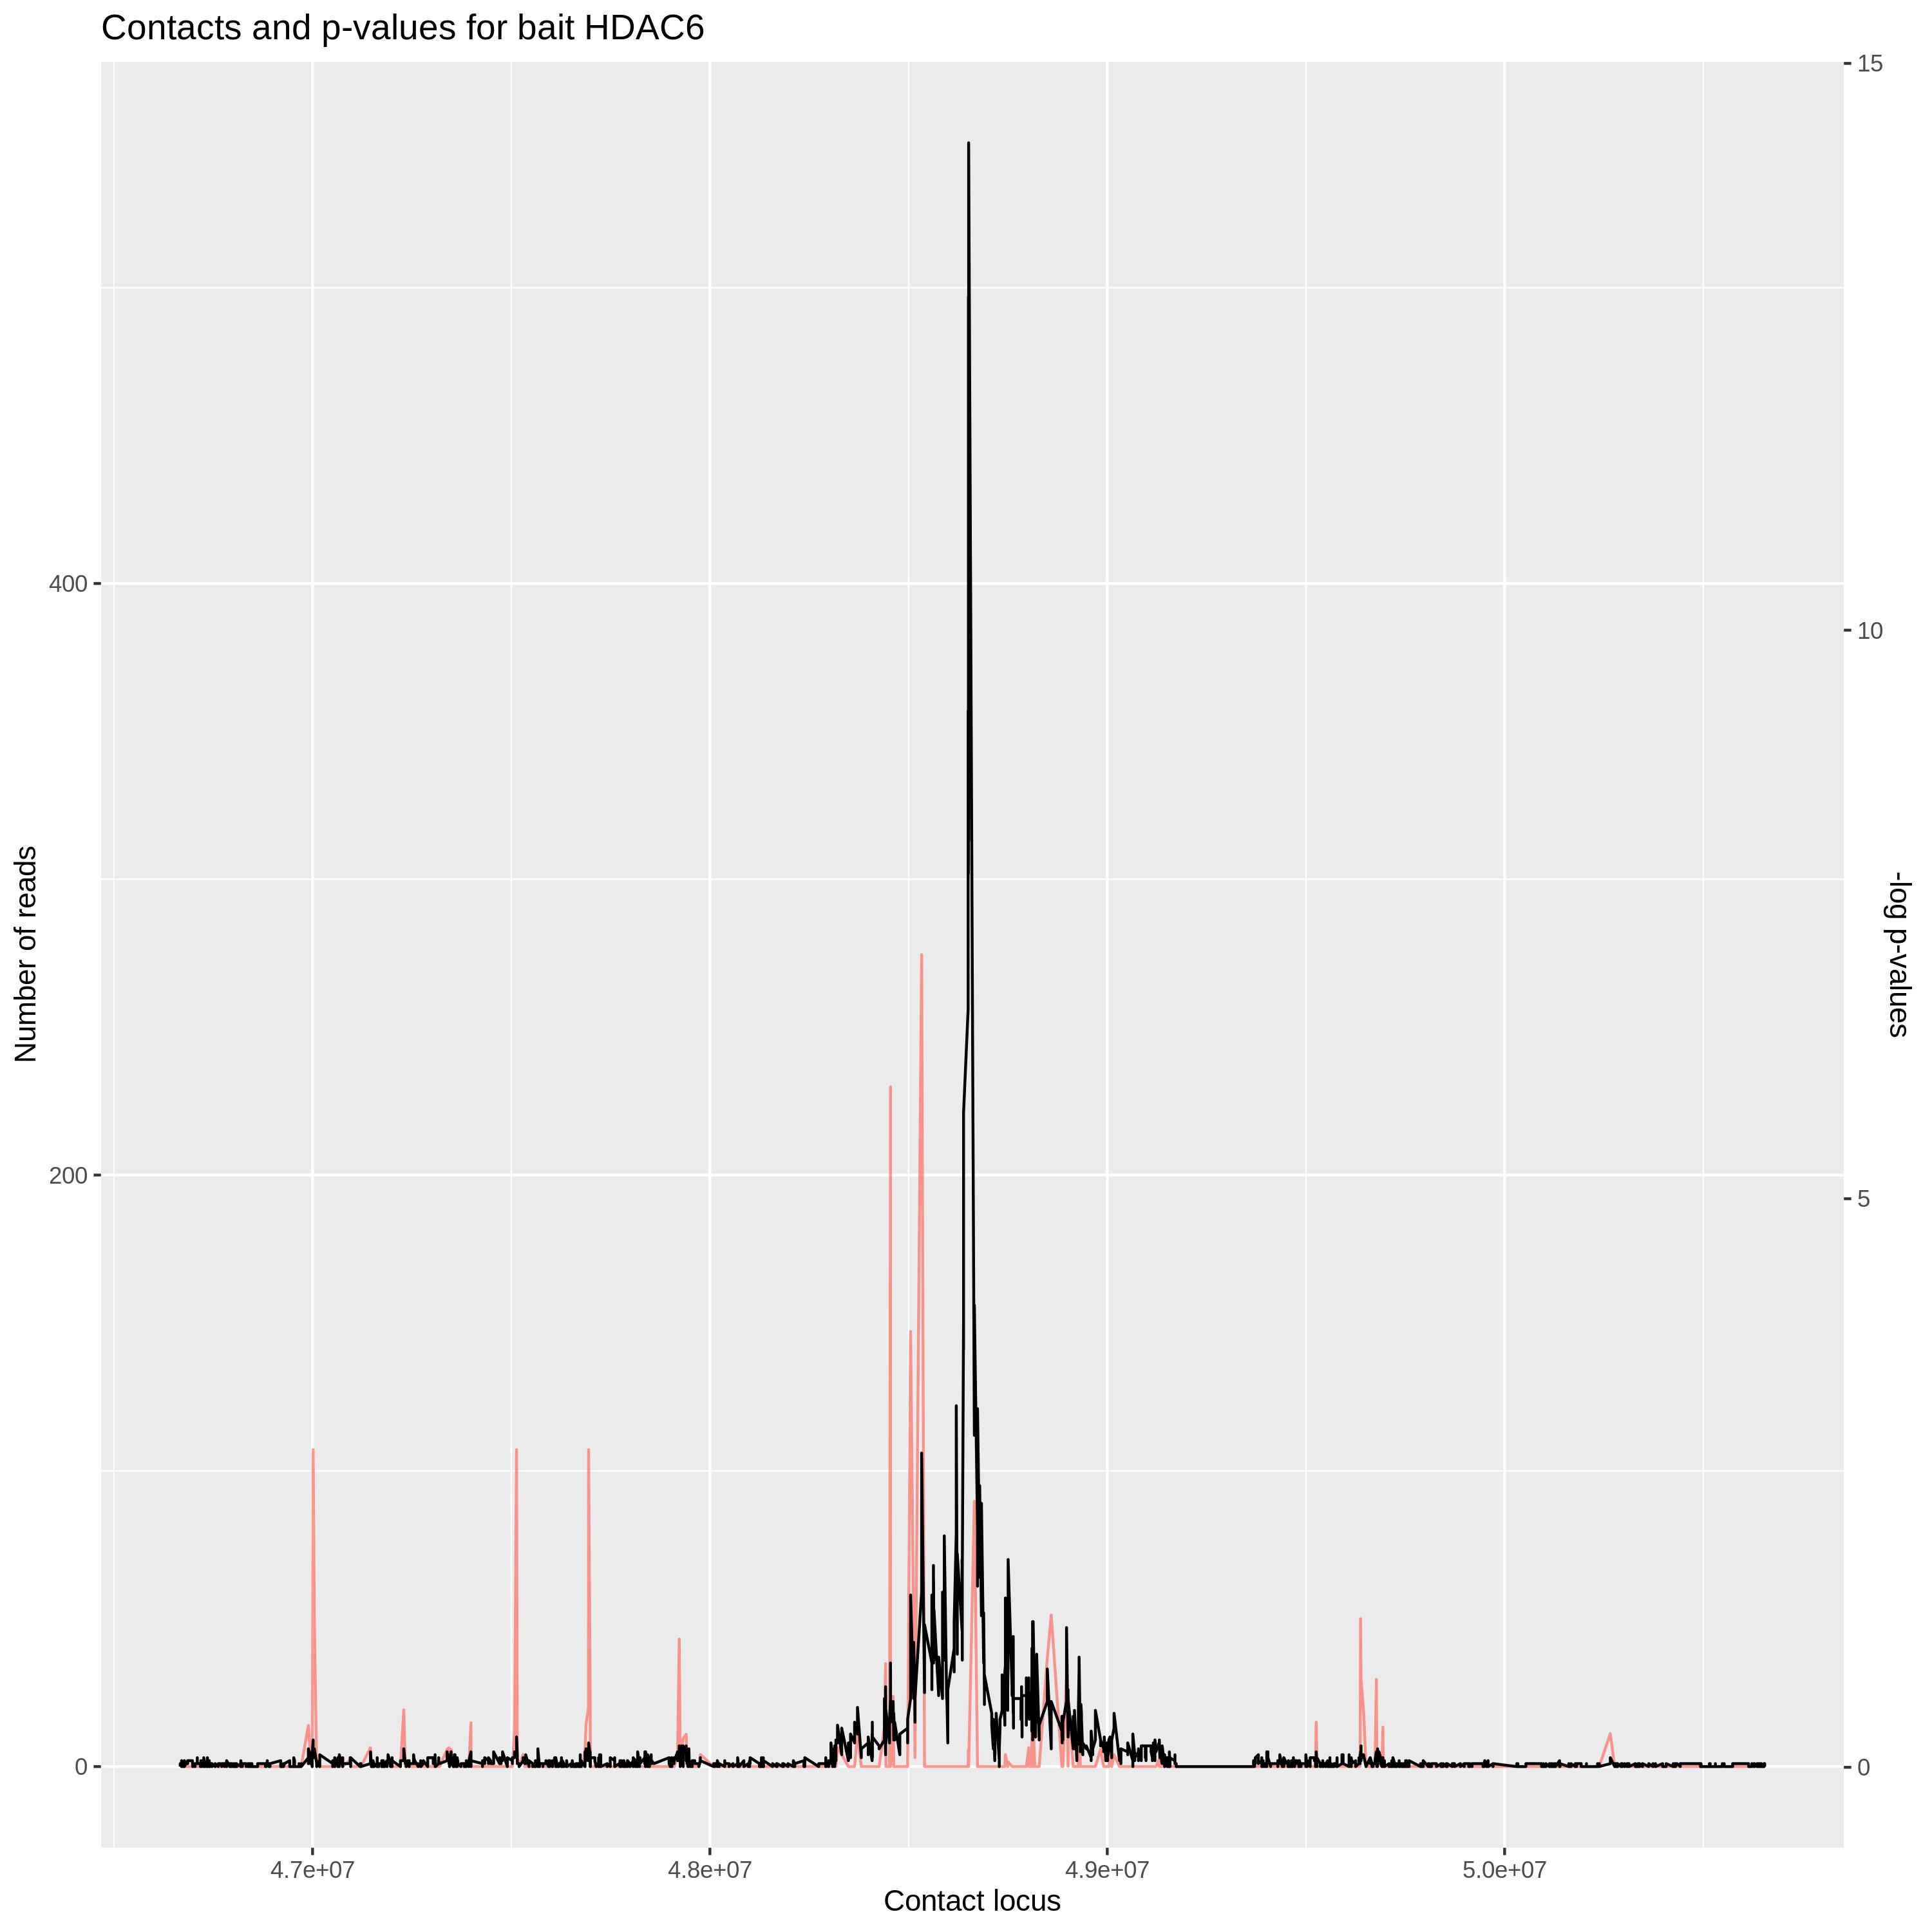 Contacts and p-values for bait HDAC6
15
400
10
Number of reads
-log p-values
200
5
0
0
4.7e+07
4.8e+07
4.9e+07
5.0e+07
Contact locus